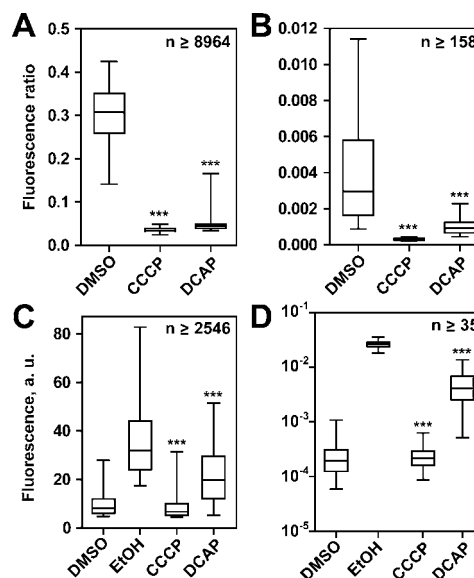 A
n ≥ 8964
Fluorescence ratio
0.5
0.4
0.3
0.2
0.1
0.0
***
***
DMSO
CCCP
DCAP
B
n ≥ 158
0.012
0.010
0.008
0.006
0.004
0.002
0.000
***
***
DMSO
CCCP
DCAP
C
n ≥ 2546
Fluorescence, a. u.
80
60
40
20
0
***
***
DMSO
EtOH
CCCP
DCAP
D
n ≥ 35
10-1
10-2
10-3
10-4
10-5
***
***
DMSO
EtOH
CCCP
DCAP